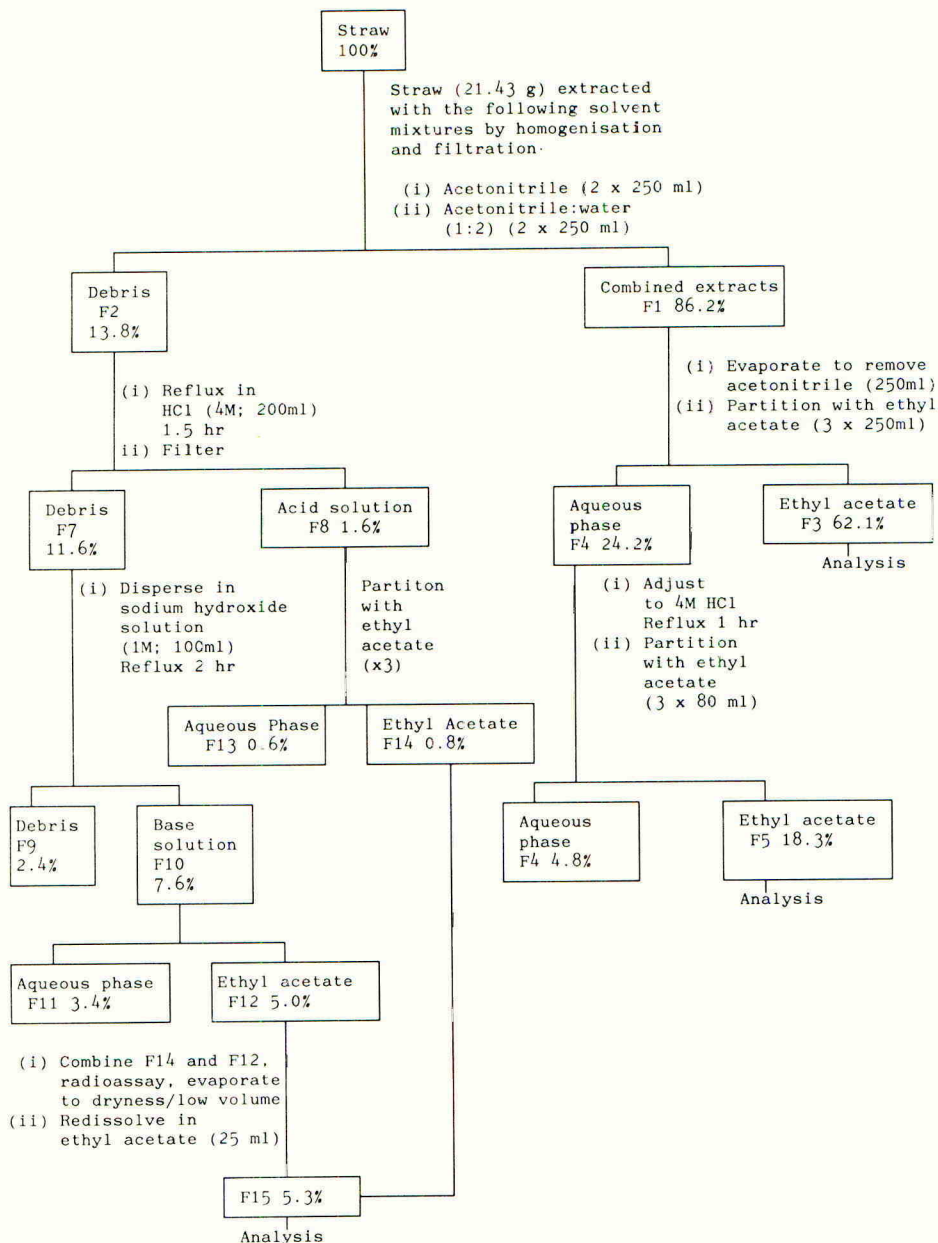 Straw
100%
Straw (21.43 g) extracted
with the following solvent
mixtures by homogenisation
and filtration.
(i) Acetonitrile (2 x 250 ml)
(ii) Acetonitrile:water
(1:2) (2 x 250 ml)
Debris
F2
13.8%
Combined extracts
F1 86.2%
(i) Reflux in
HCl (4M; 200ml)
1.5 hr
ii) Filter
(i) Evaporate to remove
acetonitrile (250ml)
(ii) Partition with ethyl
acetate (3 x 250ml)
Debris
F7
11.6%
Acid solution
F8 1.6%
Aqueous
phase
F4 24.2%
Ethyl acetate
F3 62.1%
Analysis
(i) Disperse in
sodium hydroxide
solution
(1M; 10Cml)
Reflux 2 hr
Partiton
with
ethyl
acetate
(x3)
(i) Adjust
to 4M HCl
Reflux 1 hr
(ii) Partition
with ethyl
acetate
(3 x 80 ml)
Aqueous Phase
F13 0.6%
Ethyl Acetate
F14 0.8%
Debris
F9
2.4%
Base
solution
F10
7.6%
Aqueous
phase
F4 4.8%
Ethyl acetate
F5 18.3%
Analysis
Aqueous phase
F11 3.4%
Ethyl acetate
F12 5.0%
(i) Combine F14 and F12,
radioassay, evaporate
to dryness/low volume
(ii) Redissolve in
ethyl acetate (25 ml)
F15 5.3%
Analysis